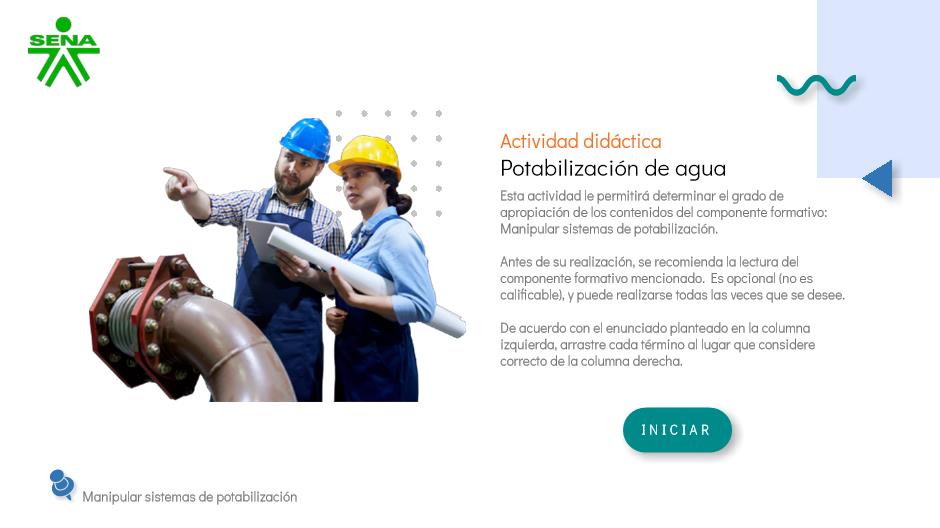 SENA
Actividad didáctica
Potabilización de agua
Esta actividad le permitirá determinar el grado de
apropiación de los contenidos del componente formativo:
Manipular sistemas de potabilización.
Antes de su realización, se recomienda la lectura del
componente formativo mencionado. Es opcional (no es
calificable), y puede realizarse todas las veces que se desee.
De acuerdo con el enunciado planteado en la columna
izquierda, arrastre cada término al lugar que considere
correcto de la columna derecha.
INICIAR
Manipular sistemas de potabilización